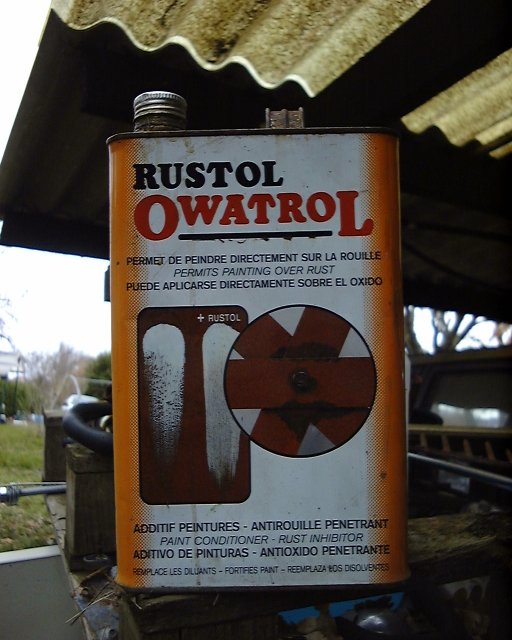 RUSTOL
OWATROL
PERMET DE PEINDRE DIRECTEMENT SUR LA ROUILLE
PERMITS PAINTING OVER RUST
PUEDE APLICARSE DIRECTAMENTE SOBRE EL OXIDO
+ RUSTOL
ADDITIF PEINTURES - ANTIROUILLE PENETRANT
PAINT CONDITIONER - RUST INHIBITOR
ADITIVO DE PINTURAS - ANTIOXIDO PENETRANTE
REMPLACE LES DILUANTS - FORTIFIES PAINT - REEMPLAZA LOS DISOLVENTES